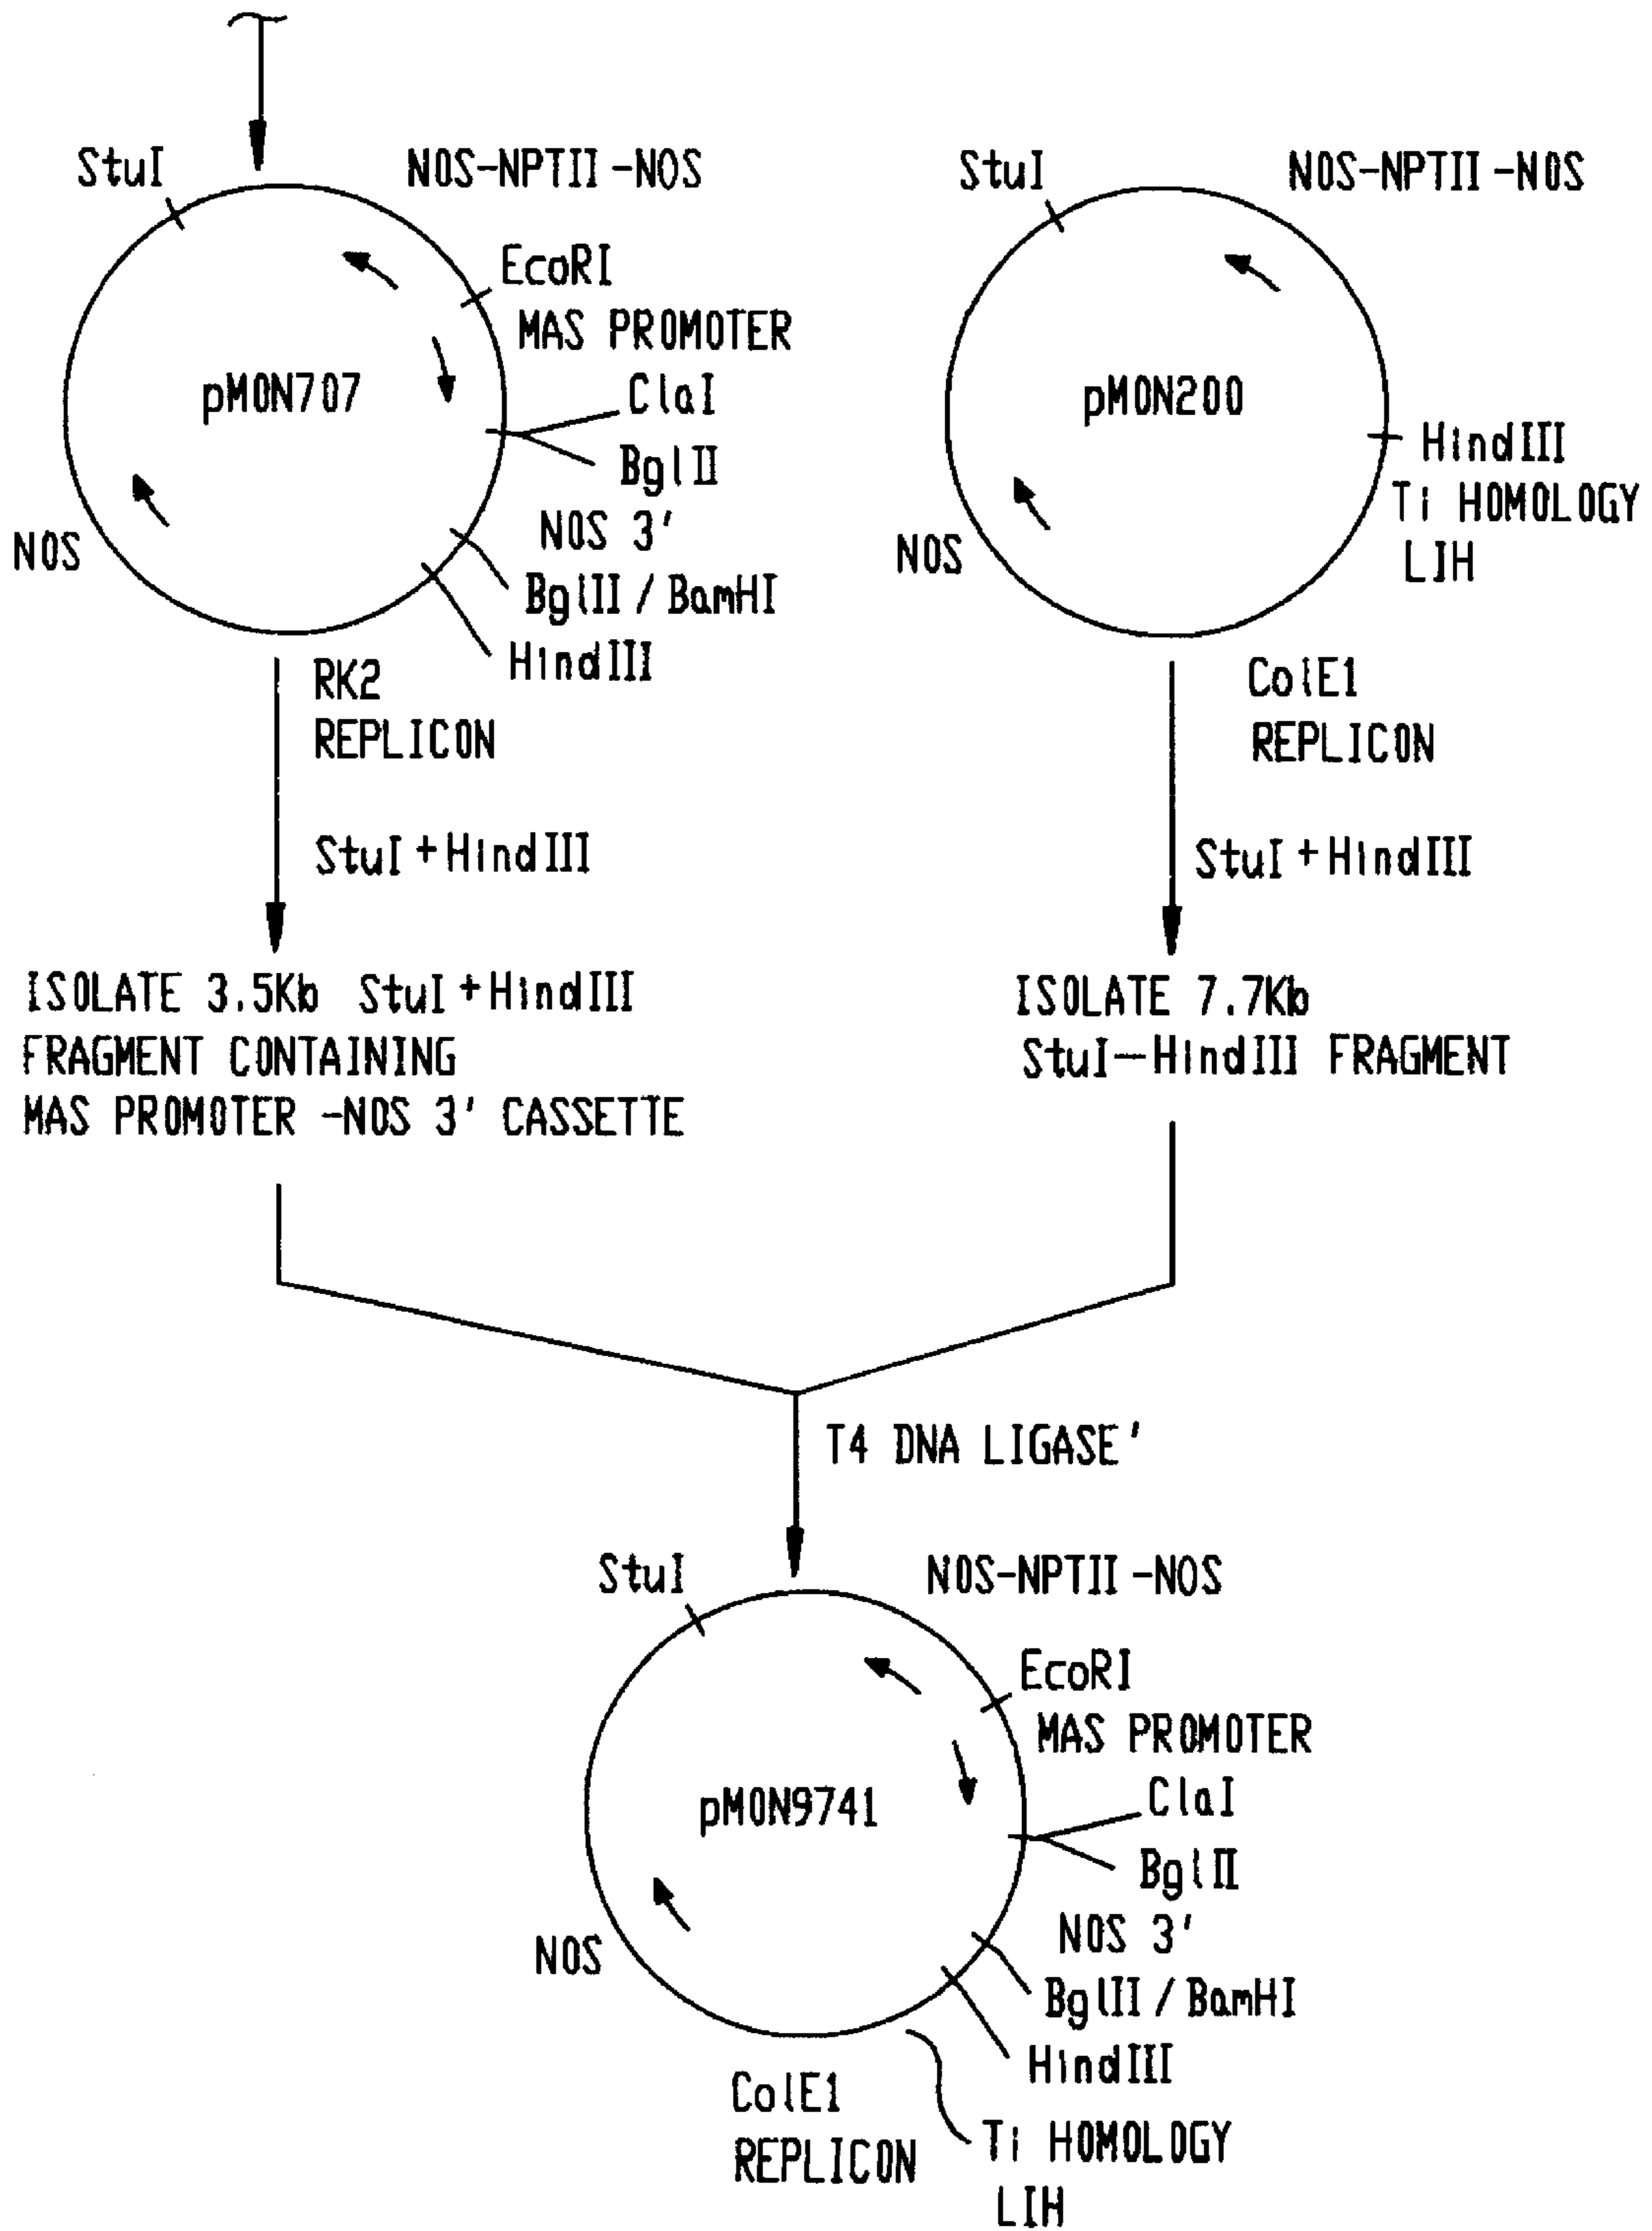 StuI
NOS-NPTII-NOS
EcoRI
MAS PROMOTER
pMON707
ClaI
BglII
NOS 3'
NOS
BglII / BamHI
HindIII
RK2
REPLICON
StuI + HindIII
ISOLATE 3.5Kb StuI + HindIII
FRAGMENT CONTAINING
MAS PROMOTER -NOS 3' CASSETTE
StuI
NOS-NPTII-NOS
pMON200
HindIII
Ti HOMOLOGY
LIH
NOS
ColE1
REPLICON
StuI + HindIII
ISOLATE 7.7Kb
StuI-HindIII FRAGMENT
T4 DNA LIGASE'
StuI
NOS-NPTII-NOS
EcoRI
MAS PROMOTER
pMON9741
ClaI
BglII
NOS 3'
NOS
BglII / BamHI
HindIII
ColE1
REPLICON
Ti HOMOLOGY
LIH